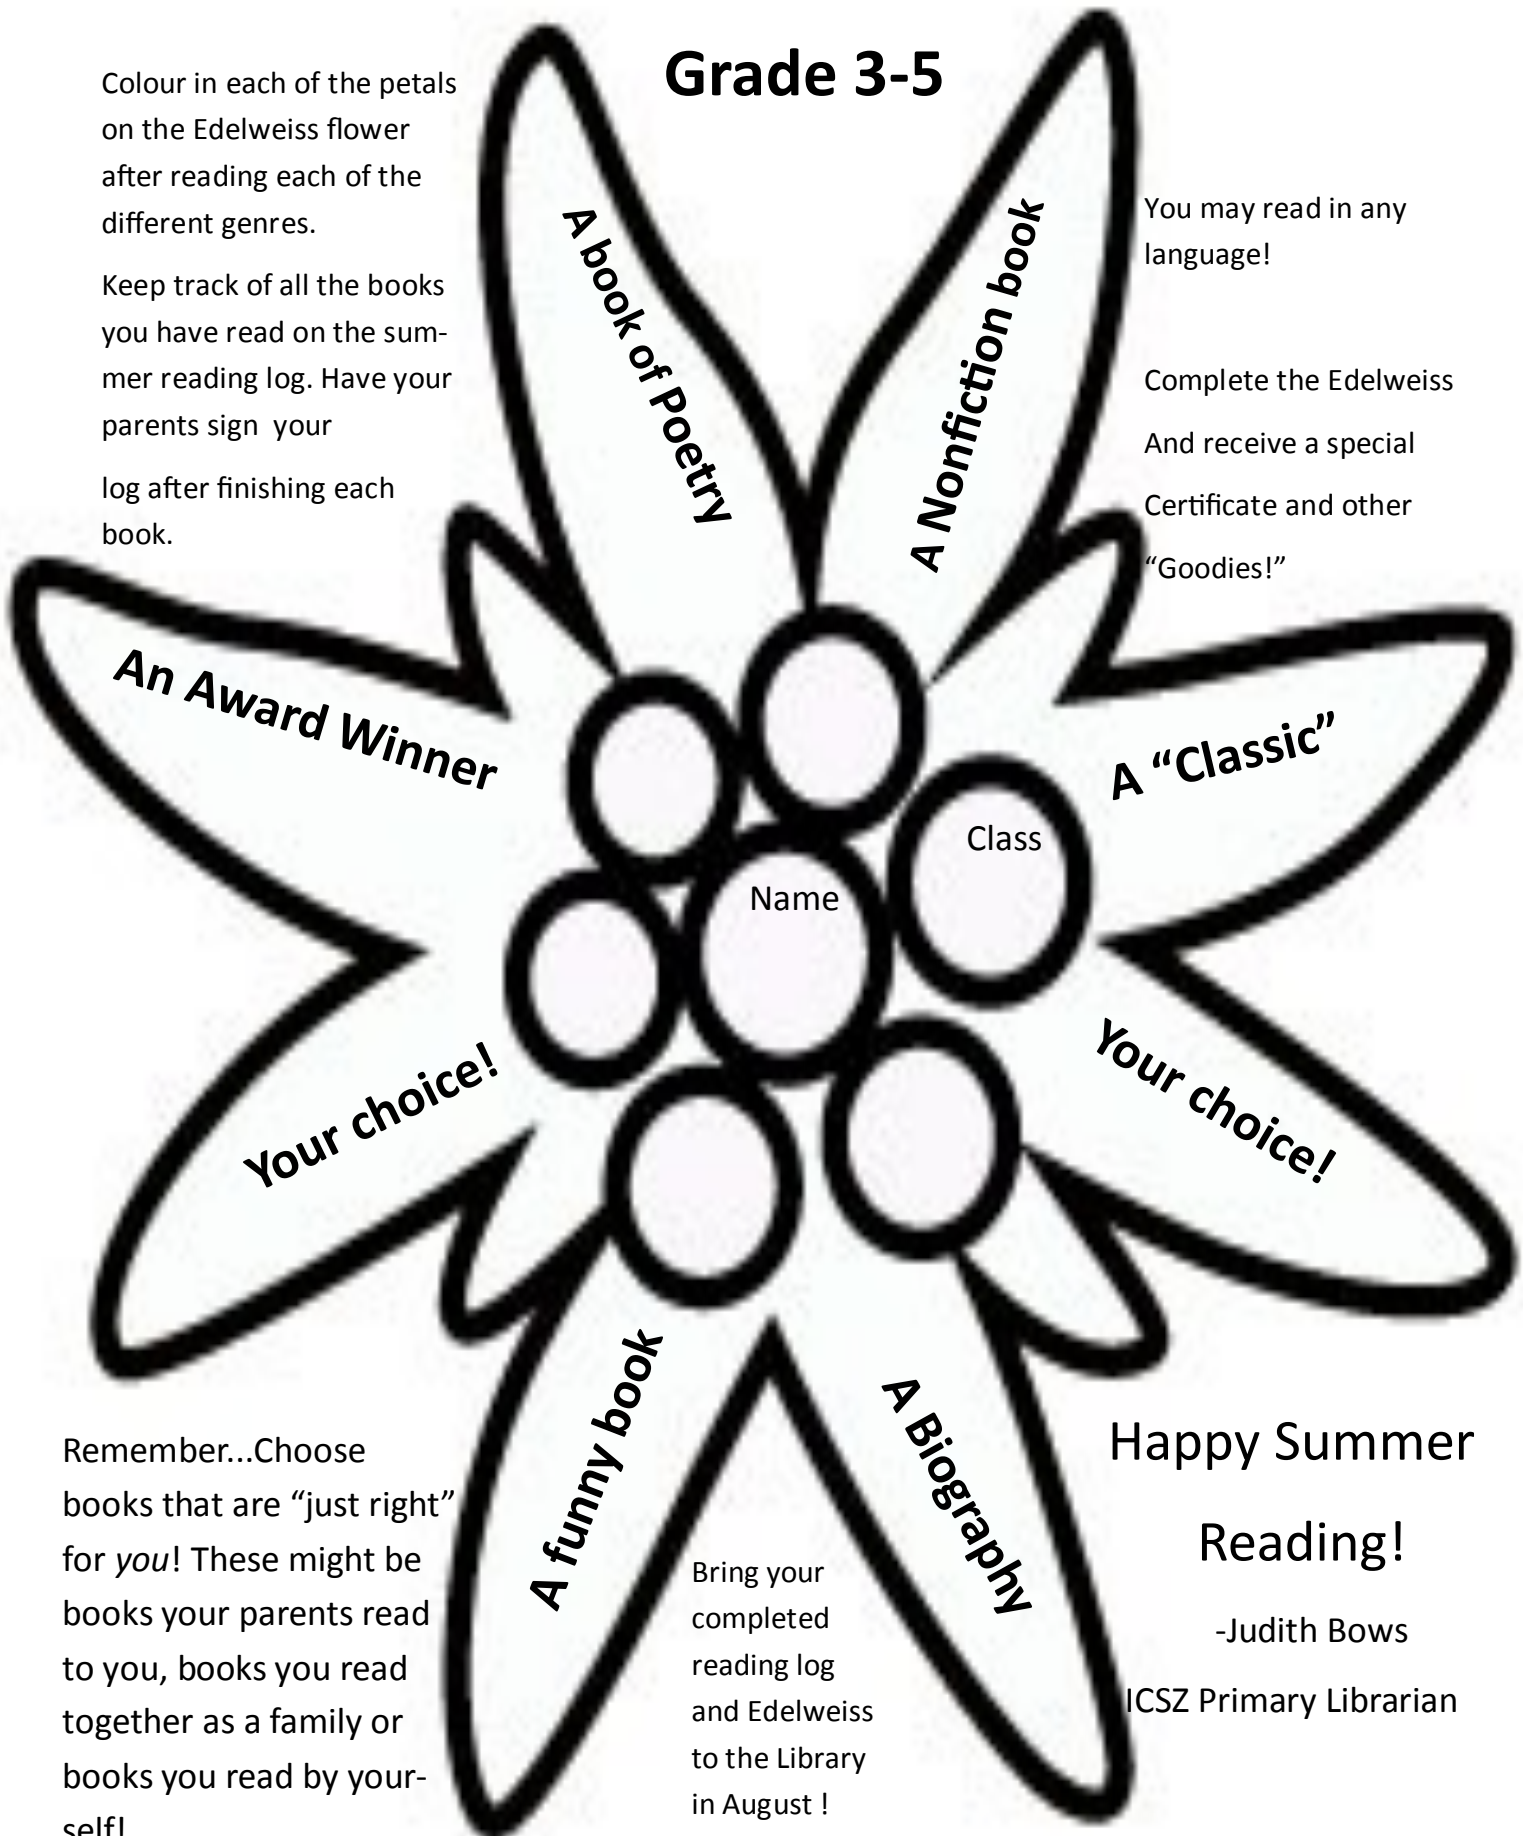 Grade 3-5
Colour in each of the petals
on the Edelweiss flower
after reading each of the
different genres.
Keep track of all the books
you have read on the sum-
mer reading log. Have your
parents sign  your
log after finishing each
book.
A book of Poetry
A Nonfiction book
You may read in any
language!
Complete the Edelweiss
And receive a special
Certificate and other
“Goodies!”
An Award Winner
A “Classic”
Class
Name
Your choice!
Your choice!
A funny book
A Biography
Remember...Choose
books that are “just right”
for you! These might be
books your parents read
to you, books you read
together as a family or
books you read by your-
self!
Bring your
completed
reading log
and Edelweiss
to the Library
in August !
Happy Summer
Reading!
-Judith Bows
ICSZ Primary Librarian